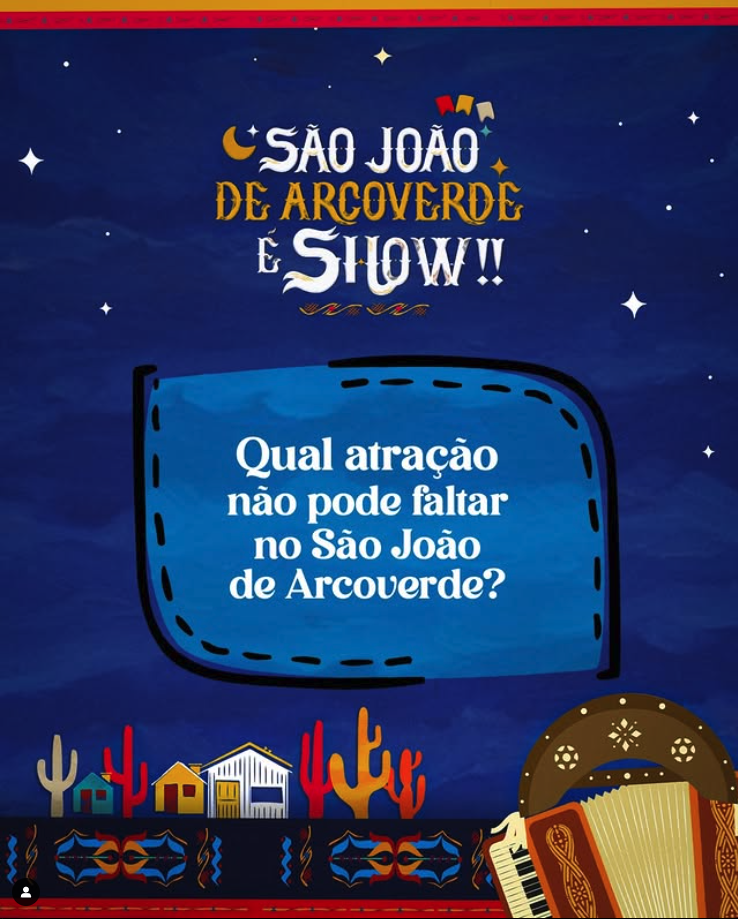 SÃO JOÃO
DE ARCOVERDE
É SHOW!!
Qual atração
não pode faltar
no São João
de Arcoverde?